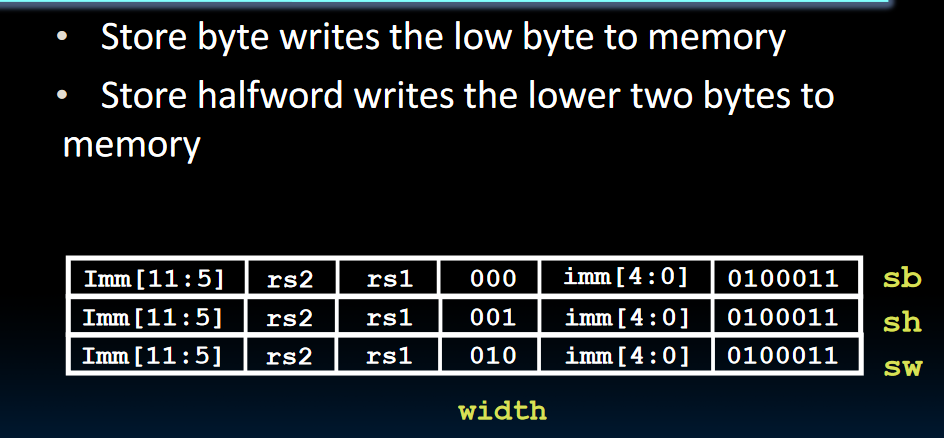 • Store byte writes the low byte to memory
• Store halfword writes the lower two bytes to
memory
Imm[11:5] rs2 rs1 000 imm[4:0] 0100011 sb
Imm[11:5] rs2 rs1 001 imm[4:0] 0100011 sh
Imm[11:5] rs2 rs1 010 imm[4:0] 0100011 sw
width